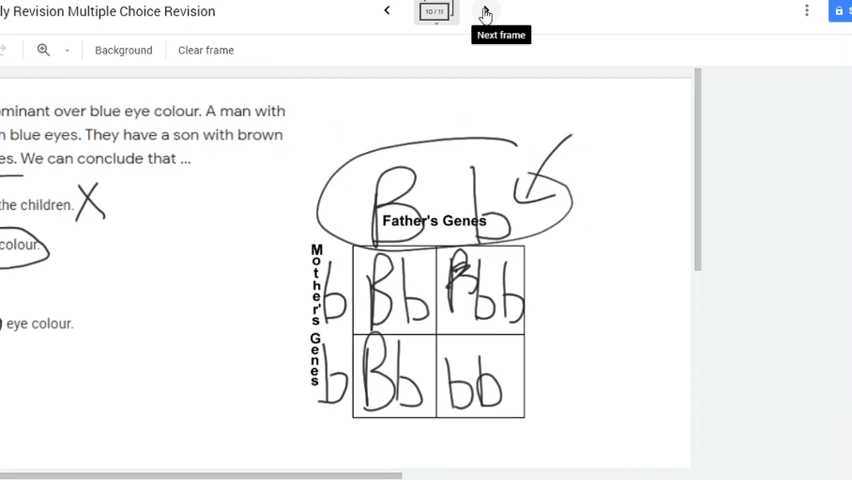 ly Revision Multiple Choice Revision
10 / 11
Next frame
Background
Clear frame
ominant over blue eye colour. A man with
n blue eyes. They have a son with brown
es. We can conclude that ...
the children. X
colour.
eye colour.
B b
Father's Genes
Mother's Genes
b Bb bb
b Bb bb